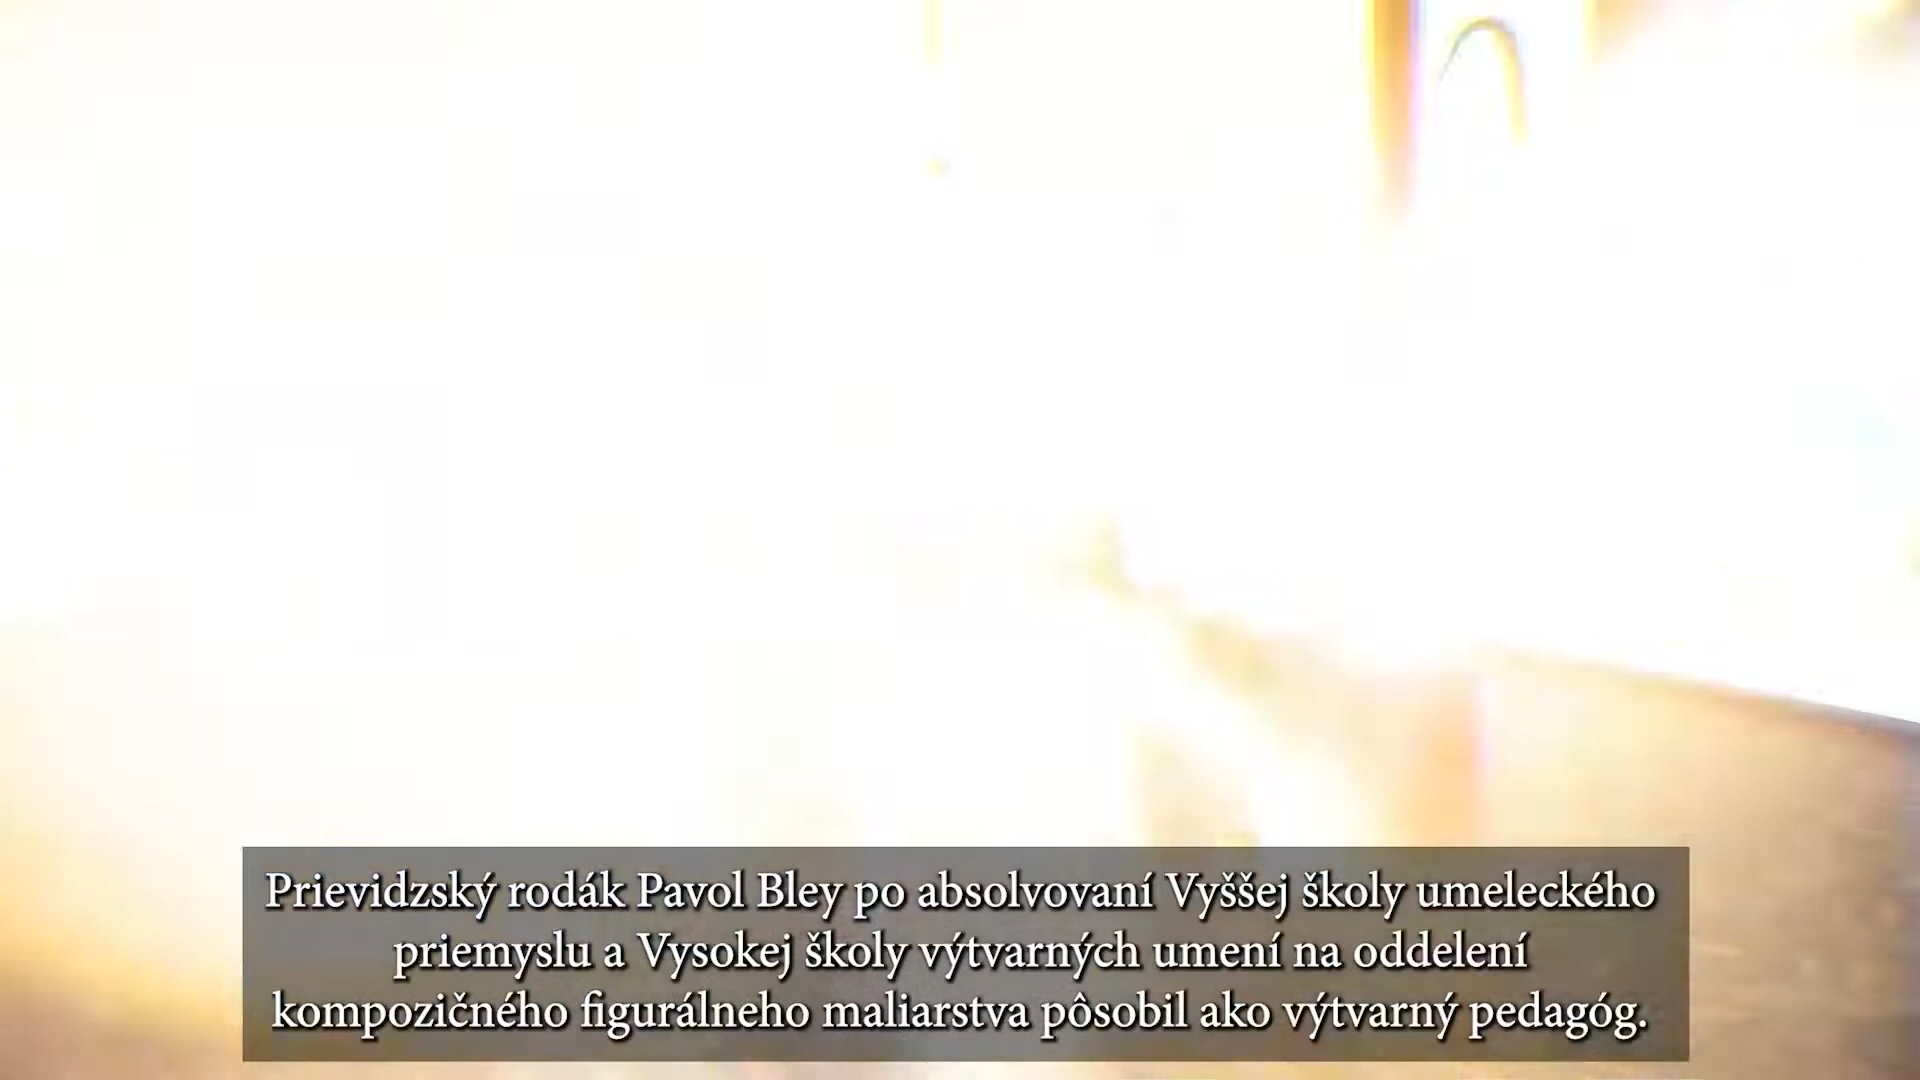 Prievidzský rodák Pavol Bley po absolvovaní Vyššej školy umeleckého
priemyslu a Vysokej školy výtvarných umení na oddelení
kompozičného figurálneho maliarstva pôsobil ako výtvarný pedagóg.